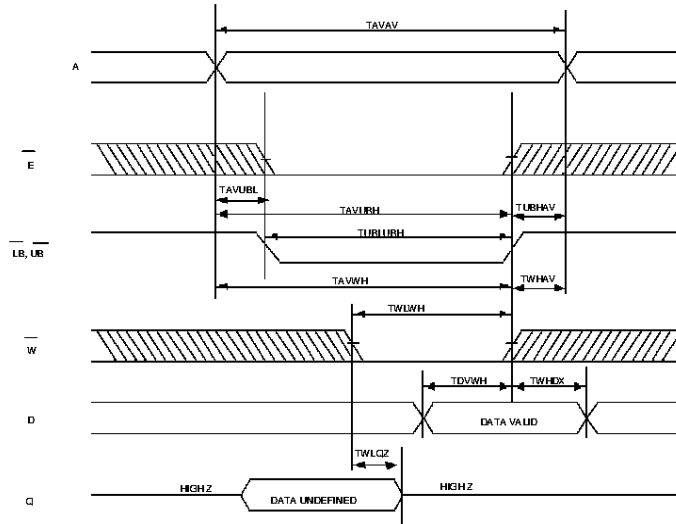 TAVAV
A
E
TAVUBL
TAVUBH
TUBHAV
TUBLUBH
LB, UB
TAVWH
TWHAV
TWLWH
W
TDVWH
TWHDX
D
DATA VALID
TWLQZ
HIGH Z
HIGH Z
Q
DATA UNDEFINED